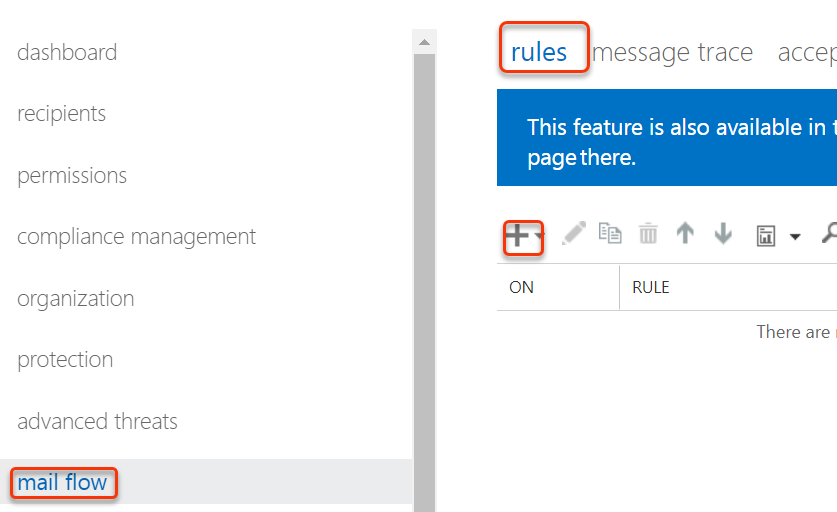 dashboard
recipients
permissions
compliance management
organization
protection
advanced threats
mail flow
rules message trace
This feature is also available in
page there.
ON RULE
There are